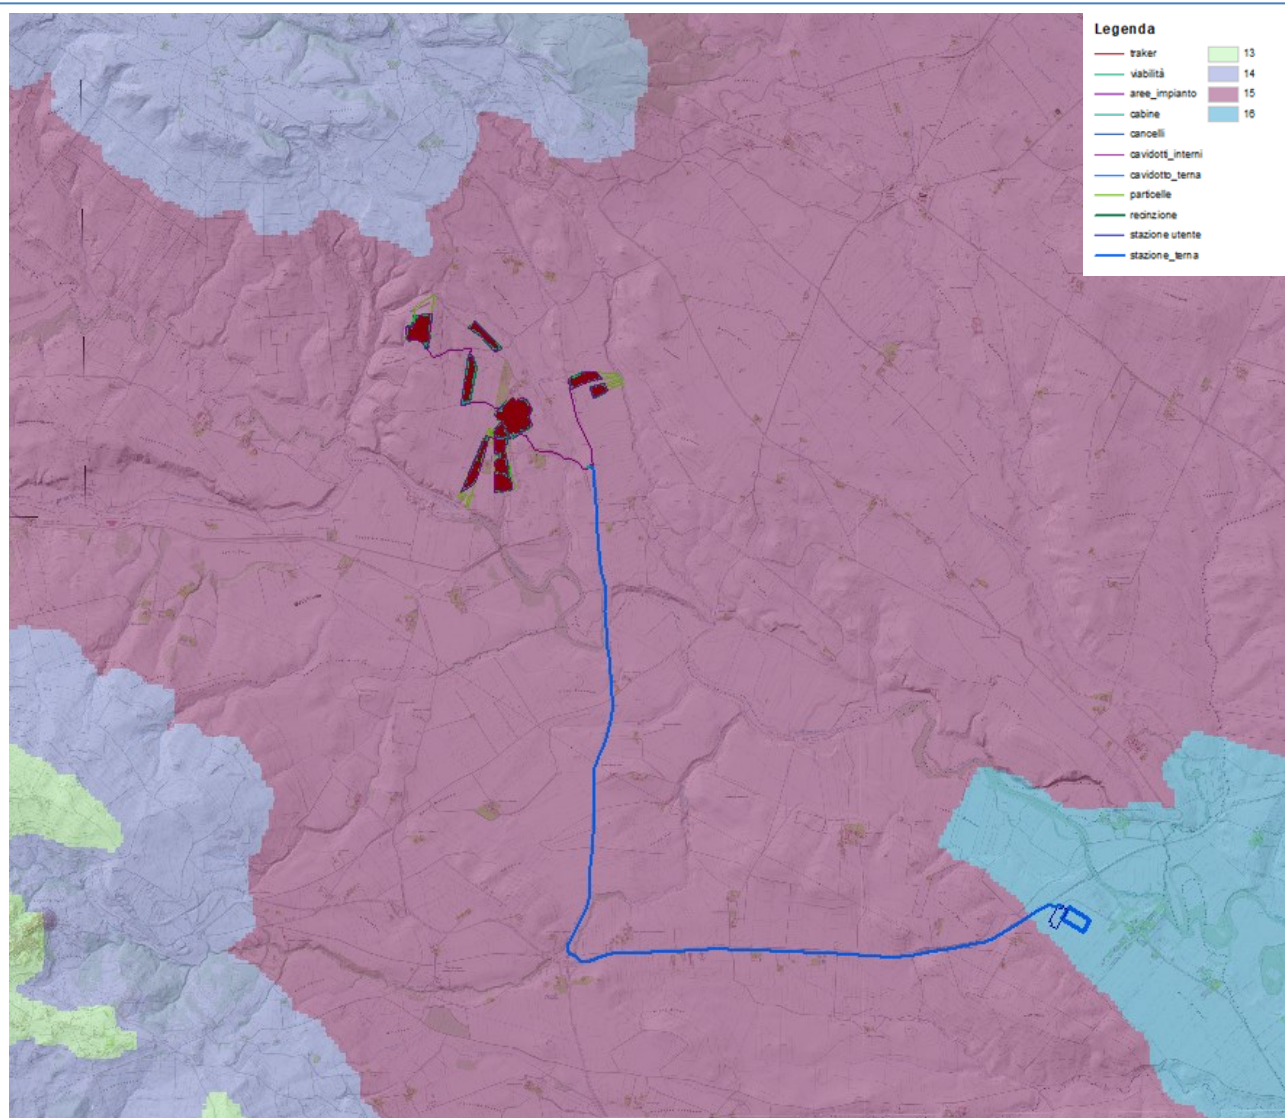 Legenda
traker 13
viabilità 14
aree_impianto 15
cabine 16
cancelli
cavidotti_interni
cavidotto_terna
particelle
recinzione
stazione utente
stazione_terna